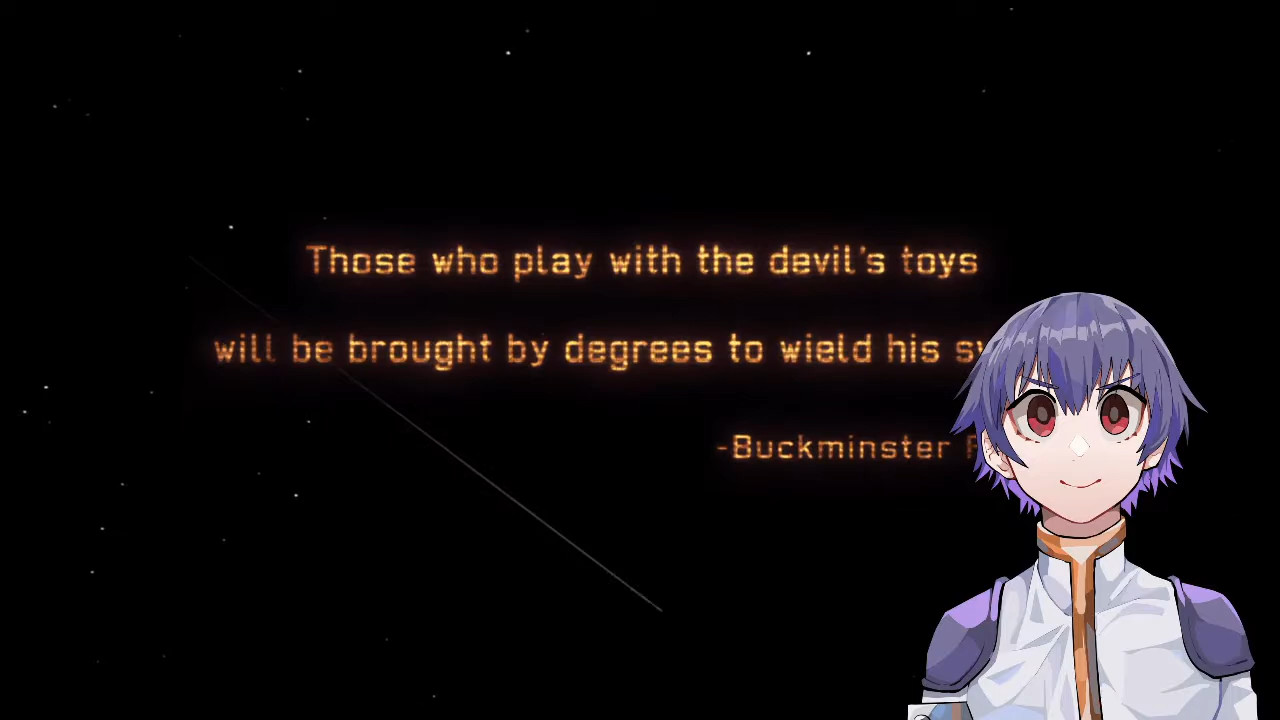 Those who play with the devil's toys
will be brought by degrees to wield his
-Buckminster